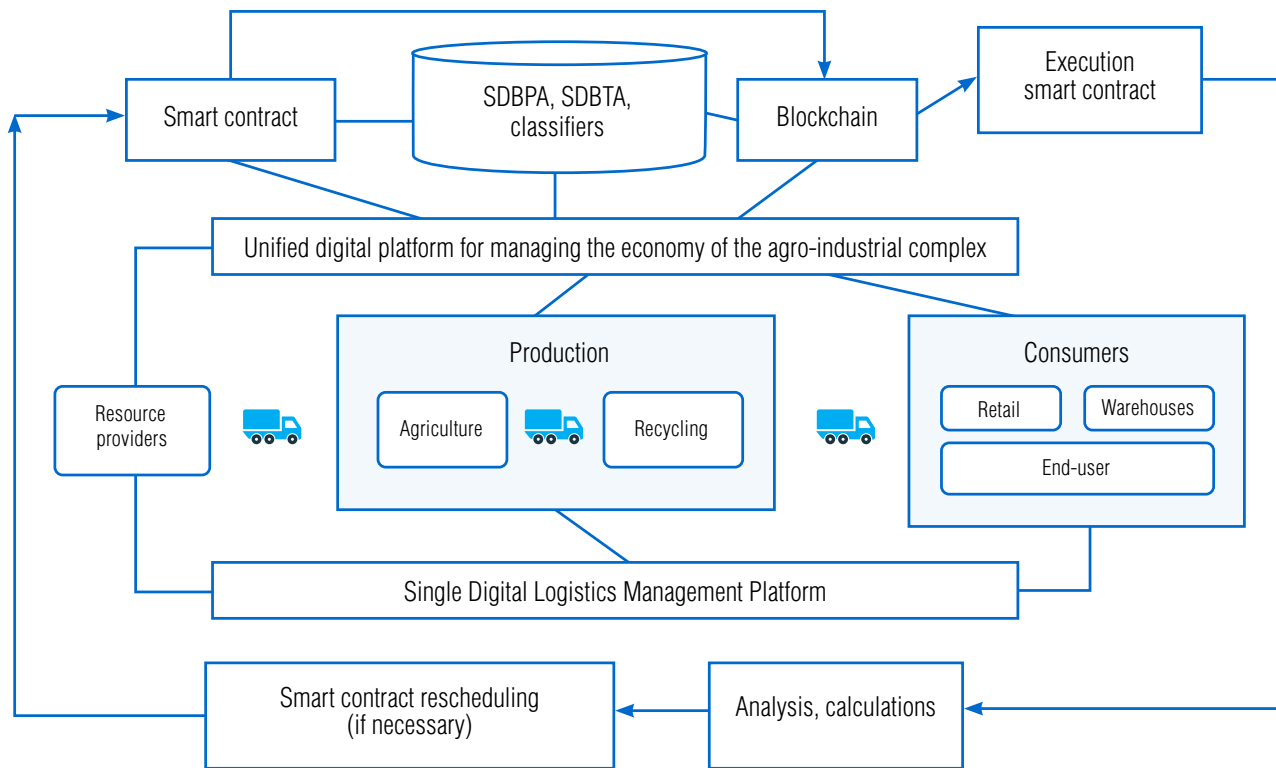 Smart contract
SDBPA, SDBTA,
classifiers
Blockchain
Execution
smart contract
Unified digital platform for managing the economy of the agro-industrial complex
Resource
providers
Production
Agriculture
Recycling
Consumers
Retail
Warehouses
End-user
Single Digital Logistics Management Platform
Smart contract rescheduling
(if necessary)
Analysis, calculations